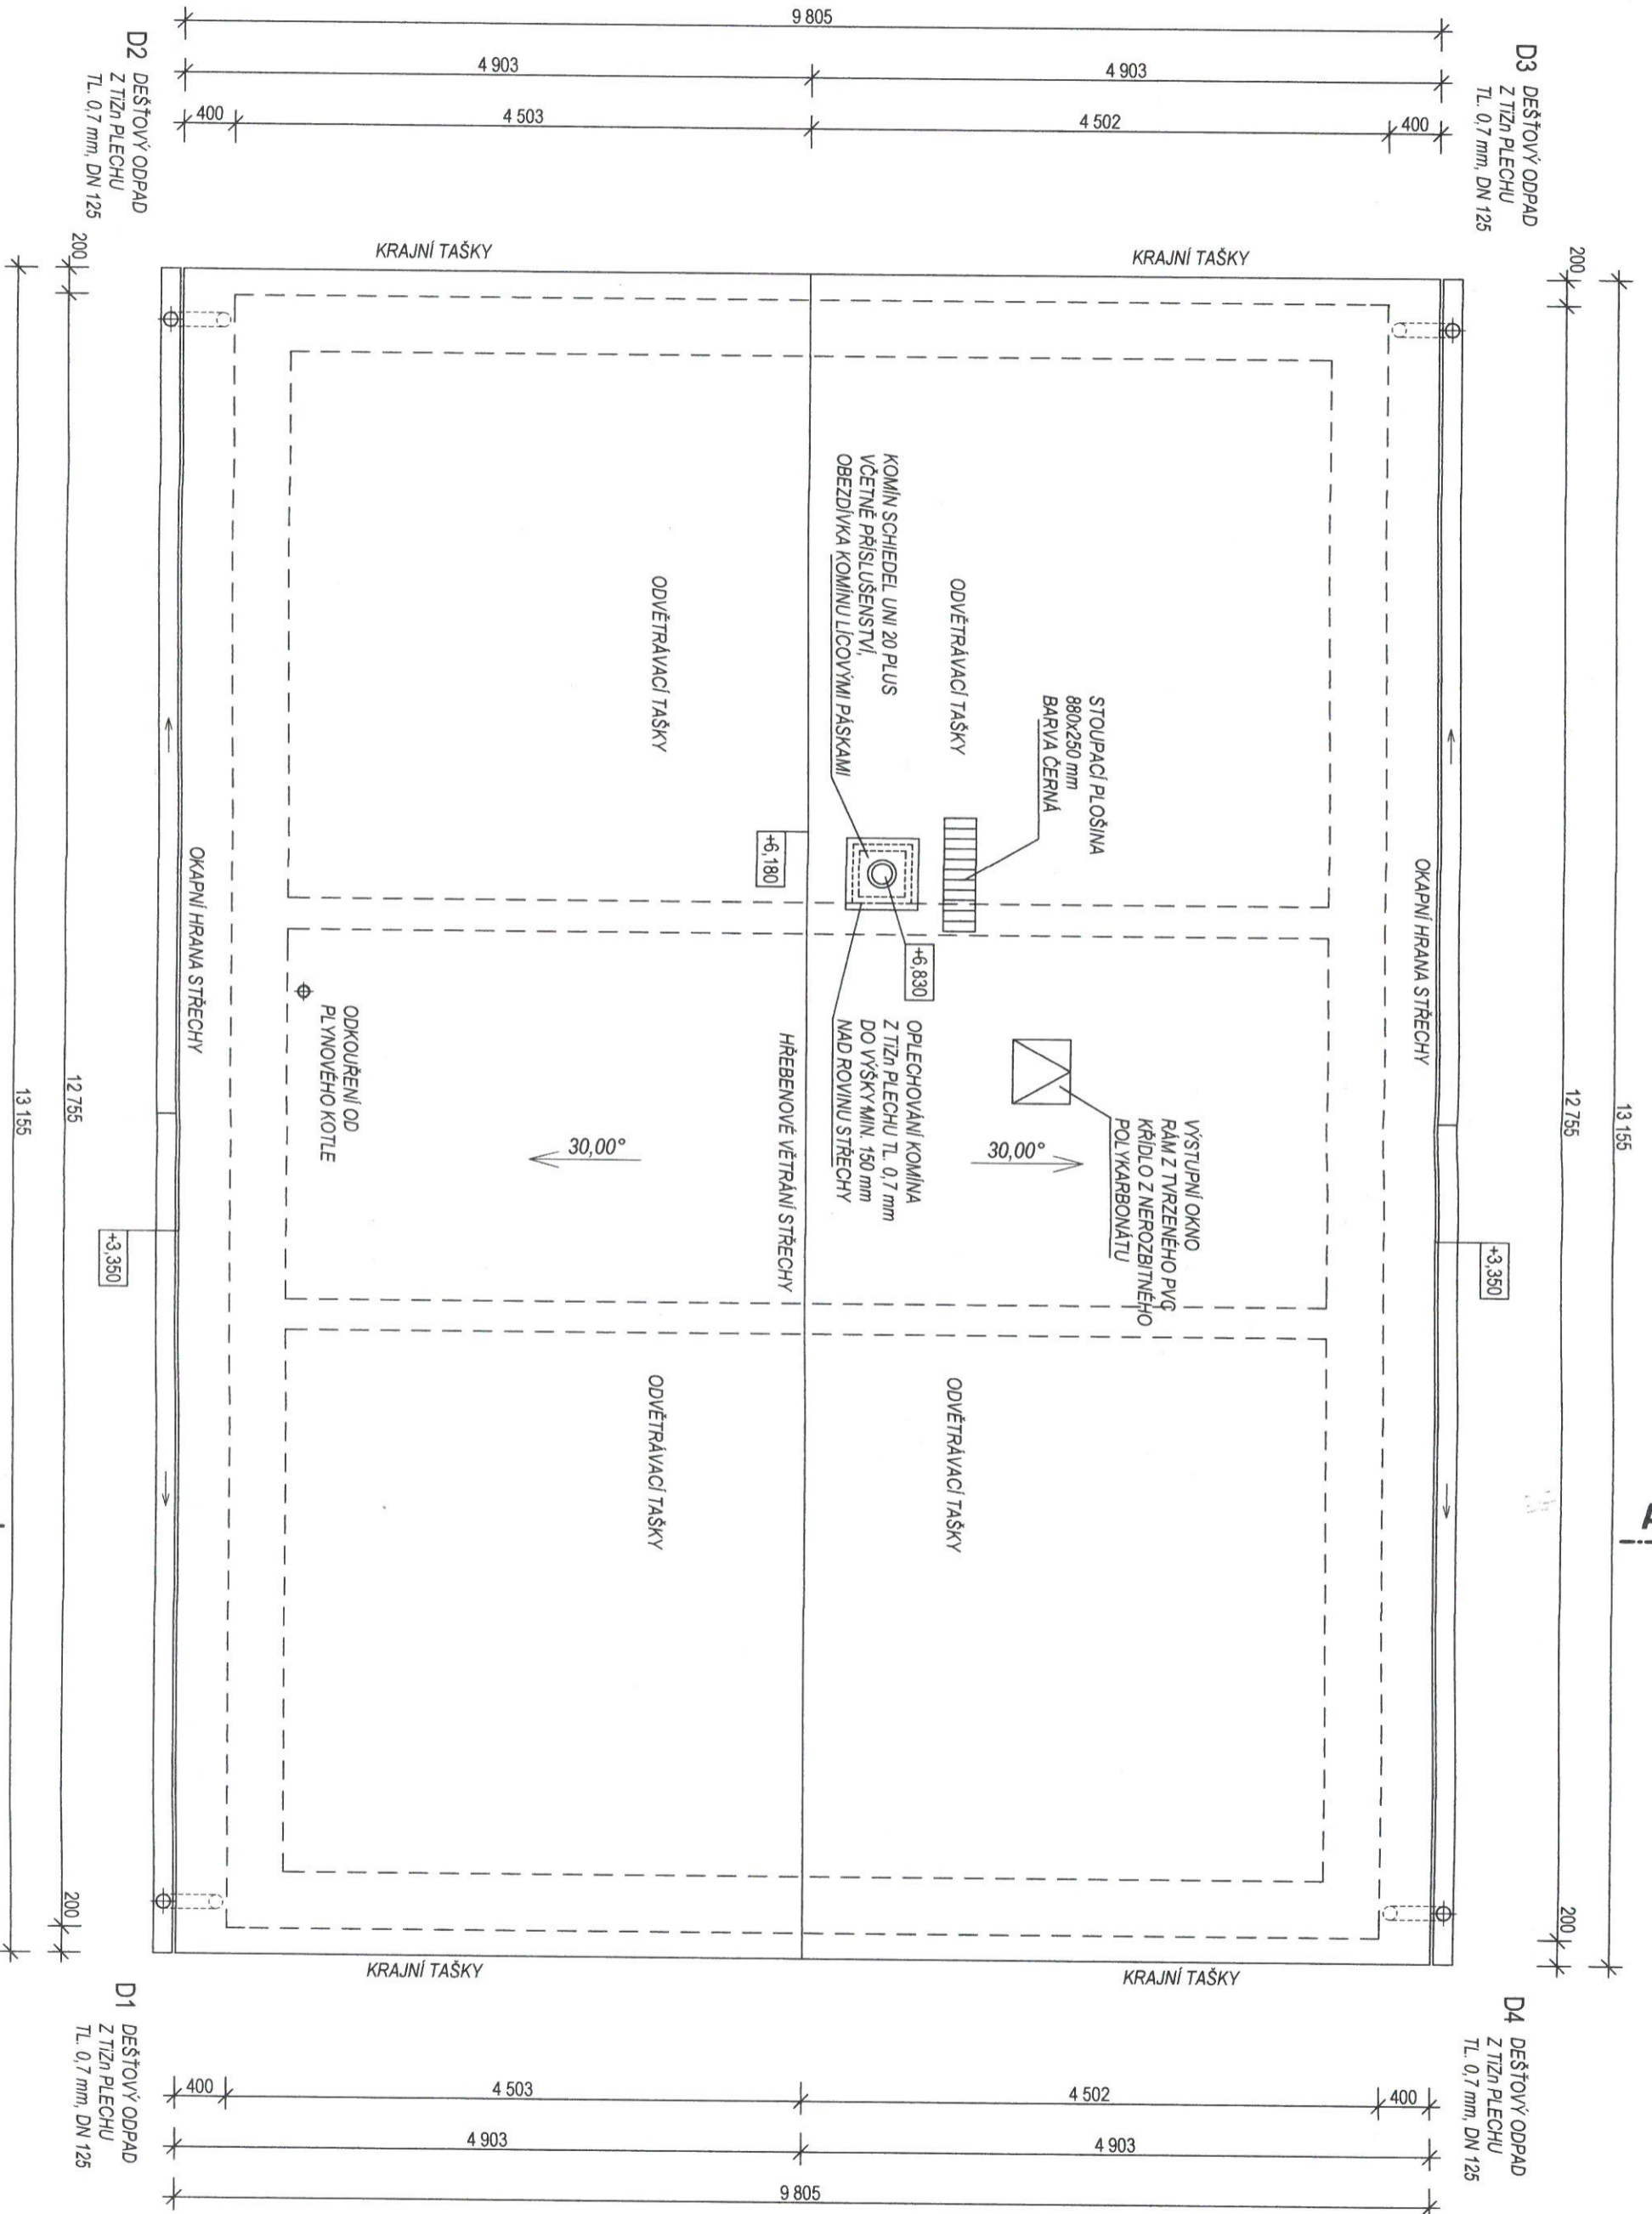 9 805
4 903
4 903
400
4 503
4 502
400
D2 DEŠŤOVÝ ODPAD
Z TiZn PLECHU
TL. 0,7 mm, DN 125
D3 DEŠŤOVÝ ODPAD
Z TiZn PLECHU
TL. 0,7 mm, DN 125
200
12 755
200
13 155
200
12 755
200
13 155
KRAJNÍ TAŠKY
KRAJNÍ TAŠKY
OKAPNÍ HRANA STŘECHY
OKAPNÍ HRANA STŘECHY
ODVĚTRÁVACÍ TAŠKY
ODVĚTRÁVACÍ TAŠKY
KOMÍN SCHIEDEL UNI 20 PLUS
VČETNĚ PŘÍSLUŠENSTVÍ,
OBEZDÍVKA KOMÍNU LÍCOVÝMI PÁSKAMI
STOUPACÍ PLOŠINA
880x250 mm
BARVA ČERNÁ
+6,180
+6,830
OPLECHOVÁNÍ KOMÍNA
Z TiZn PLECHU TL. 0,7 mm
DO VÝŠKY MIN. 150 mm
NAD ROVINU STŘECHY
VÝSTUPNÍ OKNO
RÁM Z TVRZENÉHO PVC
KŘÍDLO Z NEROZBITNÉHO
POLYKARBONÁTU
ODKOUŘENÍ OD
PLYNOVÉHO KOTLE
HŘEBENOVÉ VĚTRÁNÍ STŘECHY
30,00°
30,00°
+3,350
+3,350
ODVĚTRÁVACÍ TAŠKY
ODVĚTRÁVACÍ TAŠKY
KRAJNÍ TAŠKY
KRAJNÍ TAŠKY
D1 DEŠŤOVÝ ODPAD
Z TiZn PLECHU
TL. 0,7 mm, DN 125
D4 DEŠŤOVÝ ODPAD
Z TiZn PLECHU
TL. 0,7 mm, DN 125
400
4 503
4 502
400
4 903
4 903
9 805